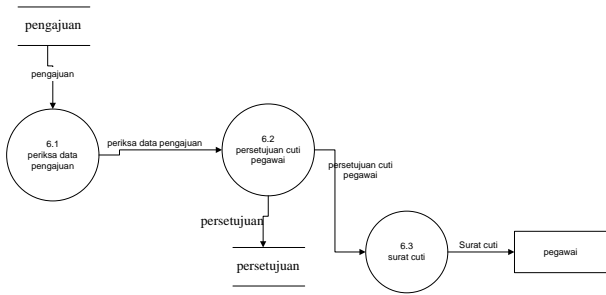 pengajuan
pengajuan
6.1
periksa data
pengajuan
periksa data pengajuan
6.2
persetujuan cuti
pegawai
persetujuan cuti
pegawai
persetujuan
persetujuan
6.3
surat cuti
Surat cuti
pegawai